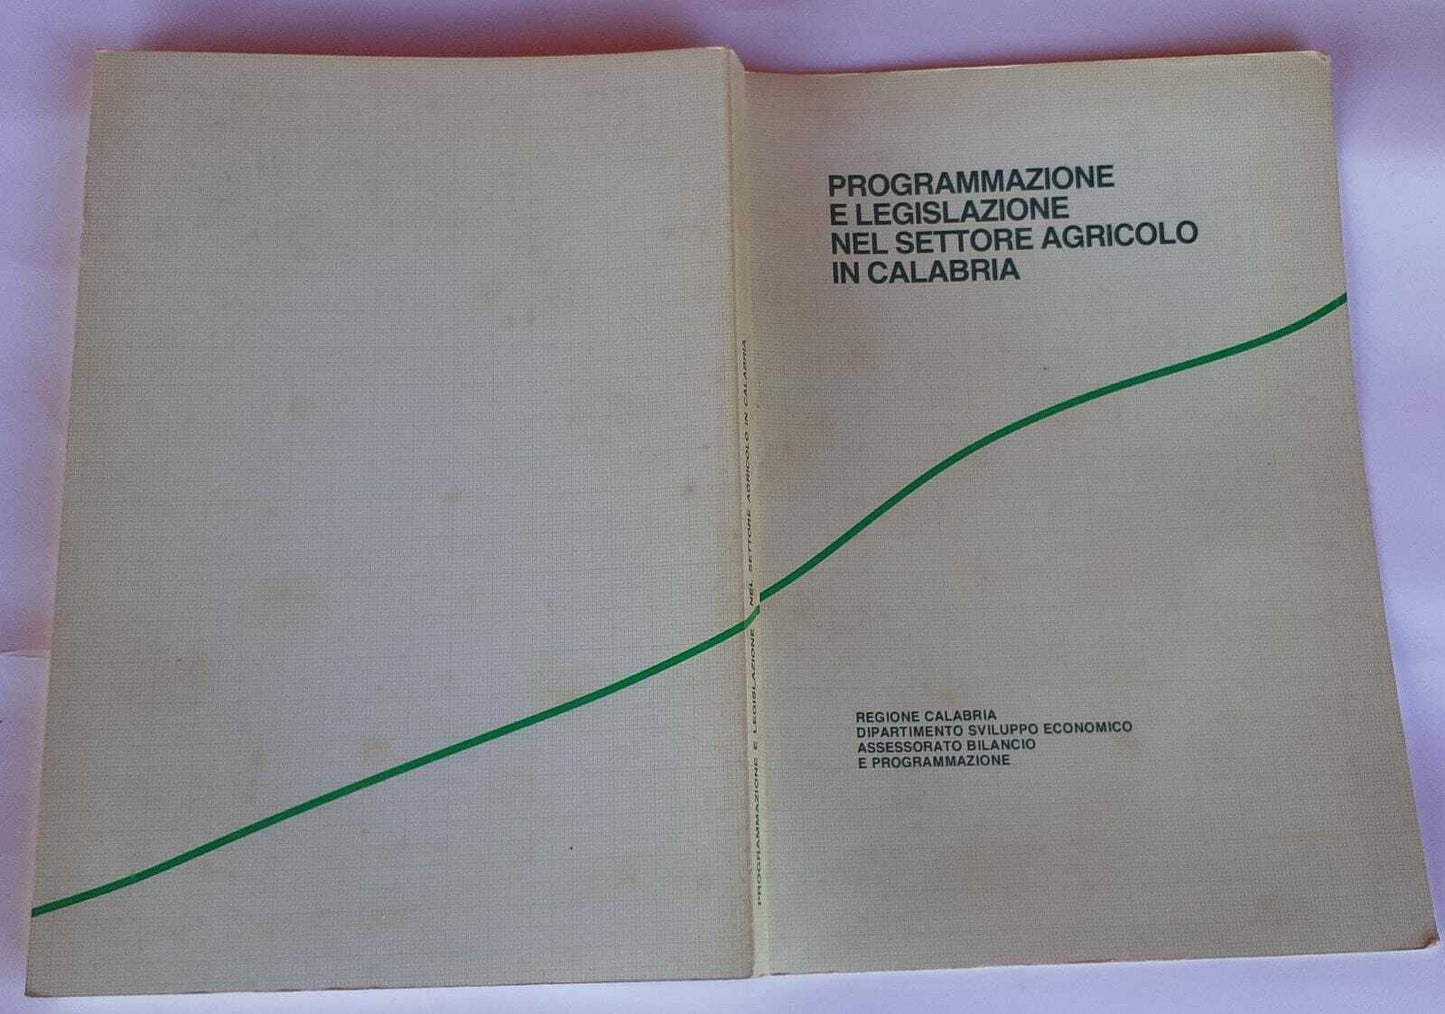 PROGRAMMAZIONE
E LEGISLAZIONE
NEL SETTORE AGRICOLO
IN CALABRIA
REGIONE CALABRIA
DIPARTIMENTO SVILUPPO ECONOMICO
ASSESSORATO BILANCIO
E PROGRAMMAZIONE
PROGRAMMAZIONE E LEGISLAZIONE NEL SETTORE AGRICOLO IN CALABRIA